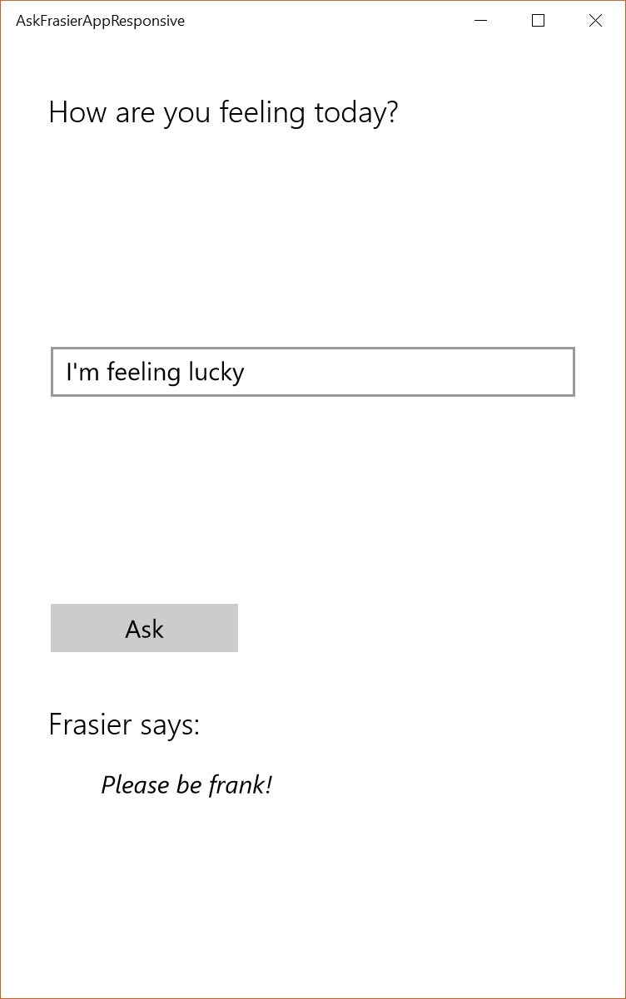 AskFrasierAppResponsive
How are you feeling today?
I'm feeling lucky
Ask
Frasier says:
Please be frank!